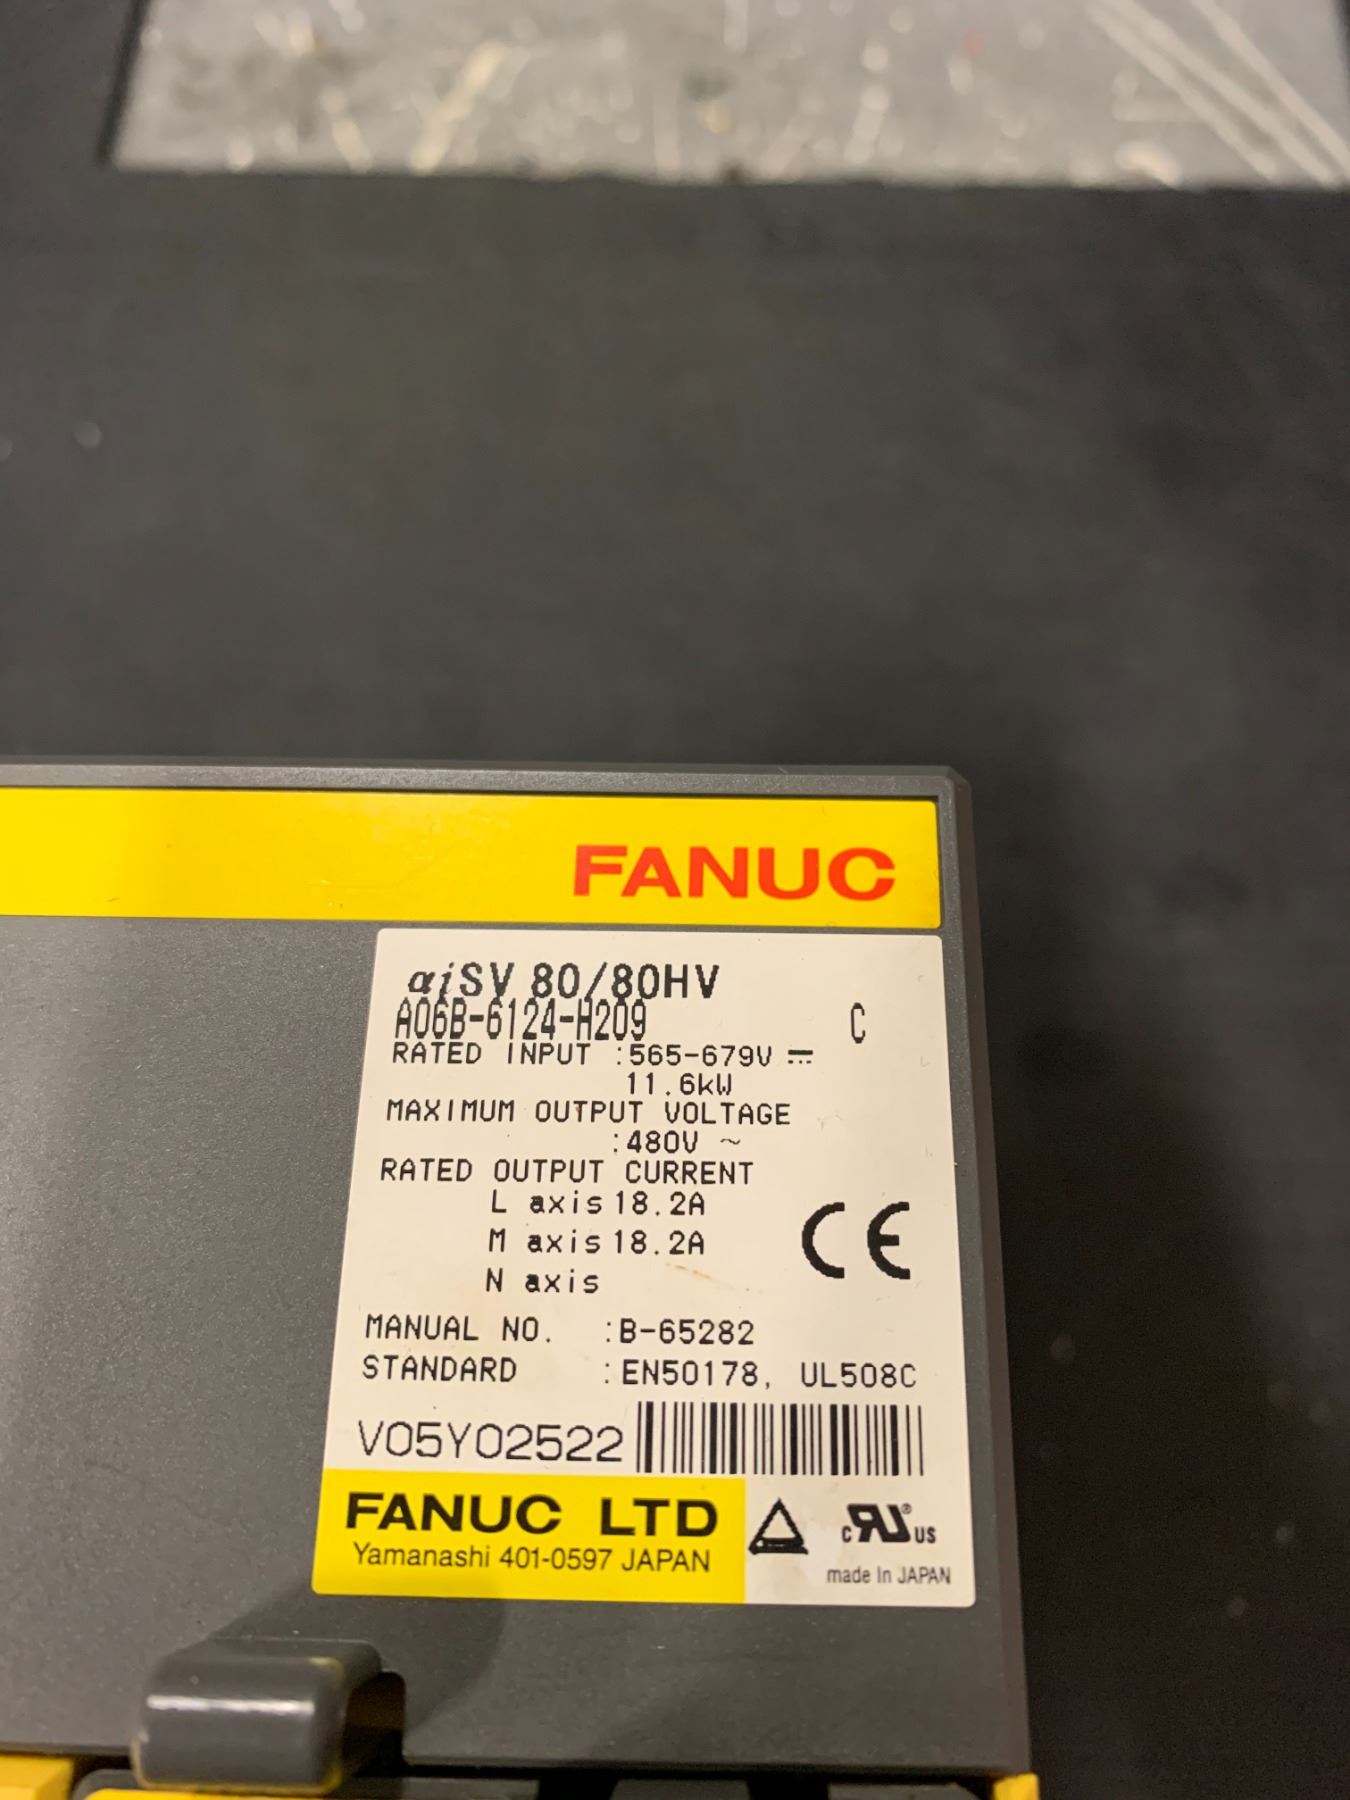 FANUC
αiSV 80/80HV
A06B-6124-H209 C
RATED INPUT :565-679V ⎓
11.6kW
MAXIMUM OUTPUT VOLTAGE
:480V ~
RATED OUTPUT CURRENT
L axis 18.2A
M axis 18.2A
N axis
CE
MANUAL NO. :B-65282
STANDARD :EN50178, UL508C
V05Y02522
FANUC LTD
Yamanashi 401-0597 JAPAN
c RU® US
made In JAPAN